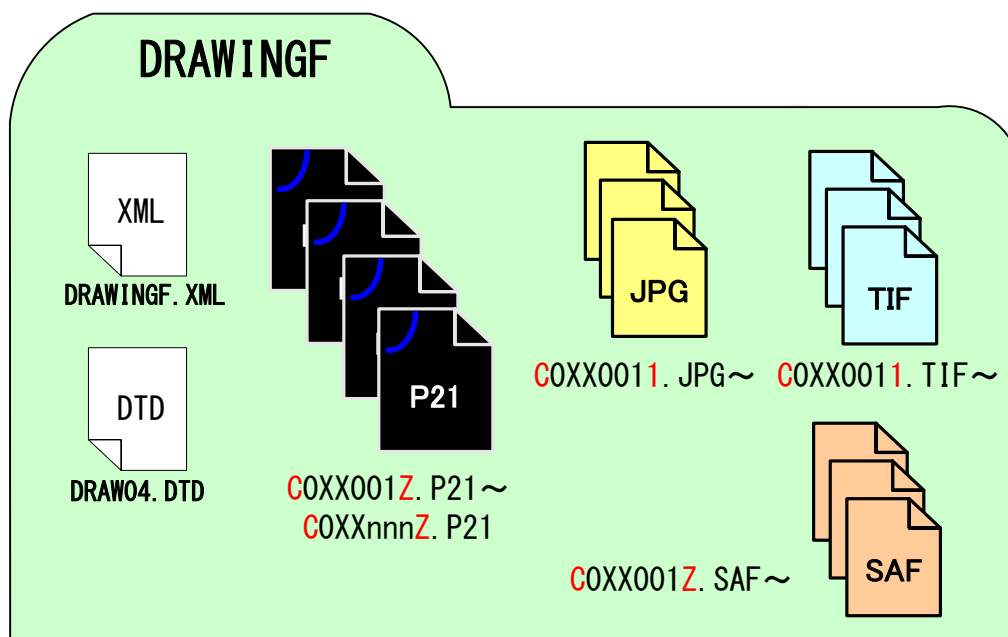 DRAWINGF
XML
DRAWINGF.XML
DTD
DRAW04.DTD
P21
C0XX001Z.P21～
C0XXnnnZ.P21
JPG
C0XX0011.JPG～
TIF
C0XX0011.TIF～
SAF
C0XX001Z.SAF～